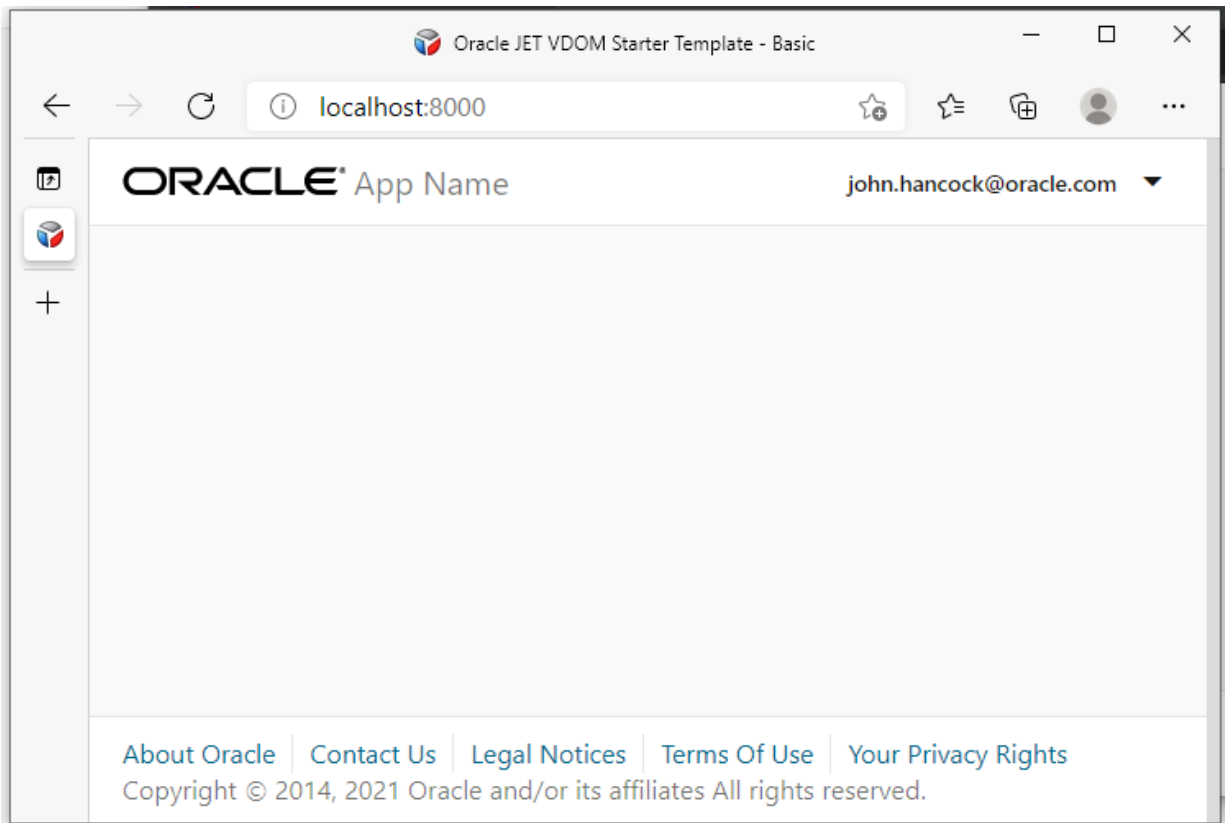 Oracle JET VDOM Starter Template - Basic
localhost:8000
ORACLE® App Name
john.hancock@oracle.com
About Oracle Contact Us Legal Notices Terms Of Use Your Privacy Rights
Copyright © 2014, 2021 Oracle and/or its affiliates All rights reserved.